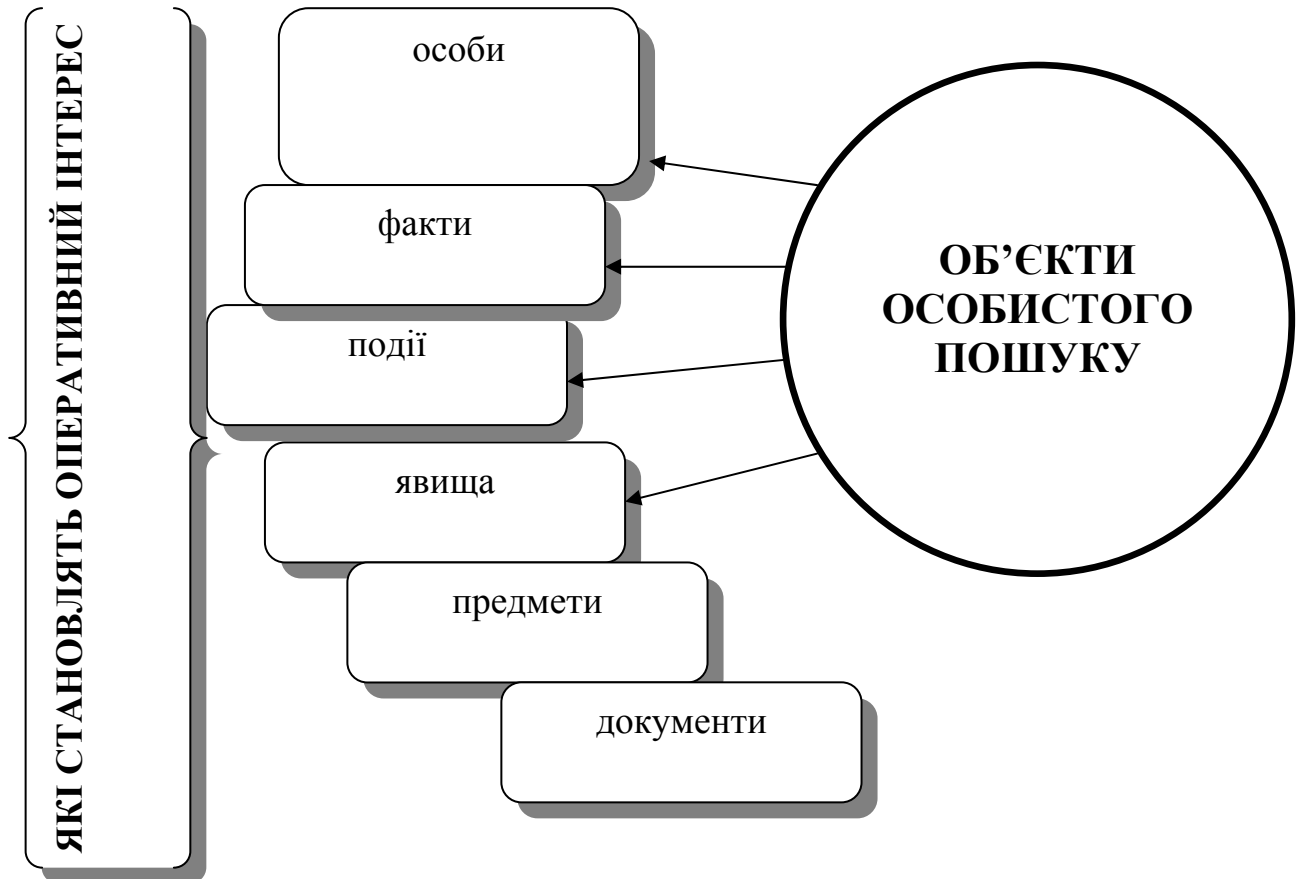 ЯКІ СТАНОВЛЯТЬ ОПЕРАТИВНИЙ ІНТЕРЕС
особи
факти
події
явища
предмети
документи
ОБ’ЄКТИ
ОСОБИСТОГО
ПОШУКУ